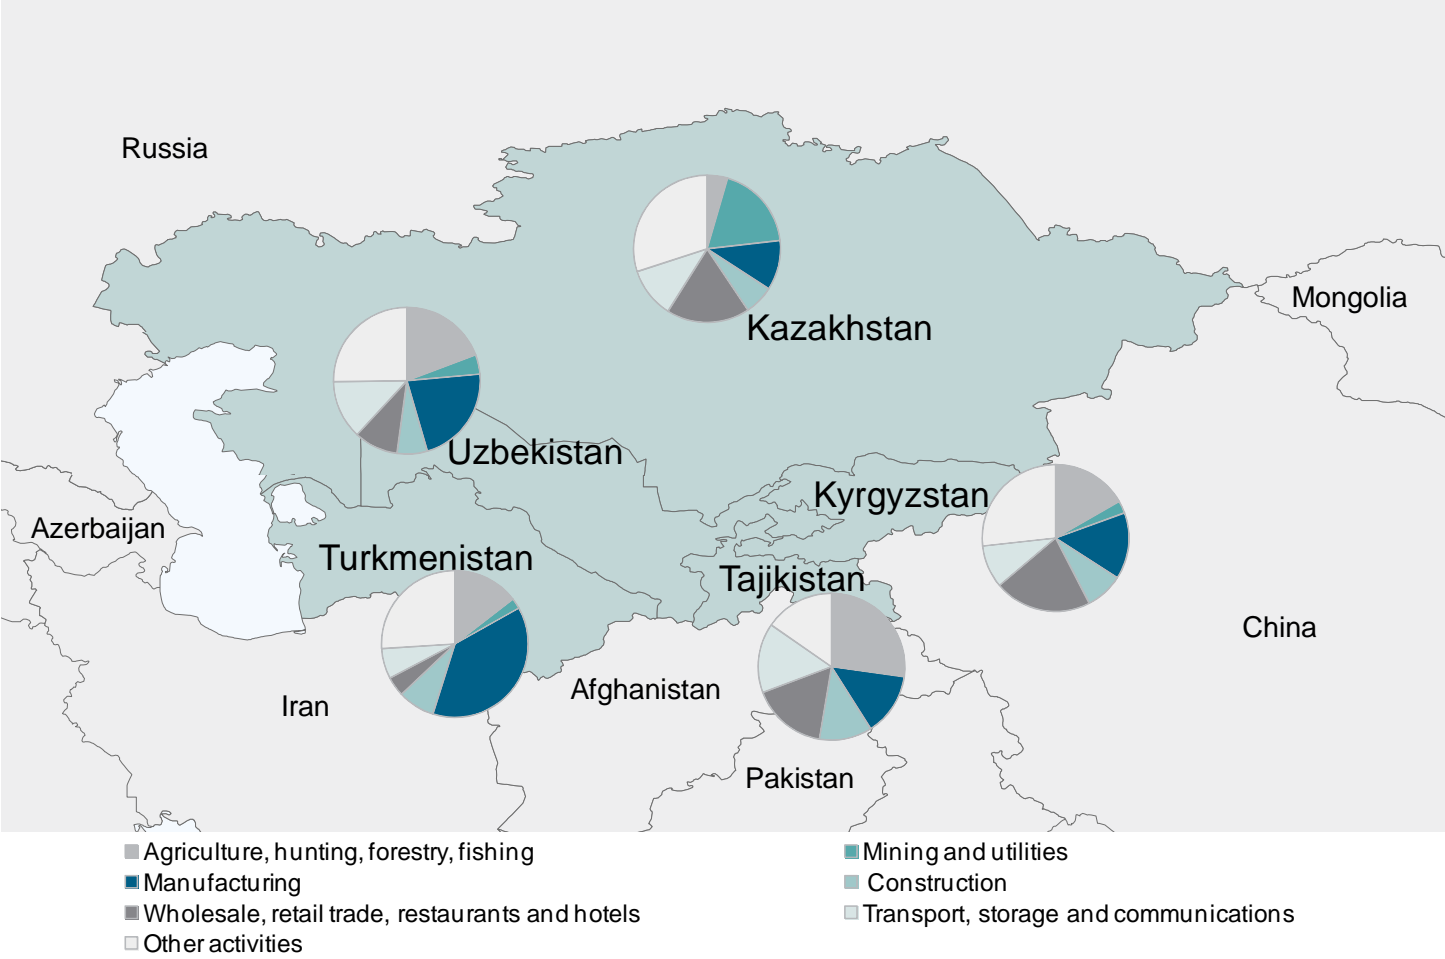 Russia
Mongolia
Kazakhstan
Uzbekistan
Kyrgyzstan
Azerbaijan
Turkmenistan
Tajikistan
China
Afghanistan
Iran
Pakistan
Agriculture, hunting, forestry, fishing
Mining and utilities
Manufacturing
Construction
Wholesale, retail trade, restaurants and hotels
Transport, storage and communications
Other activities